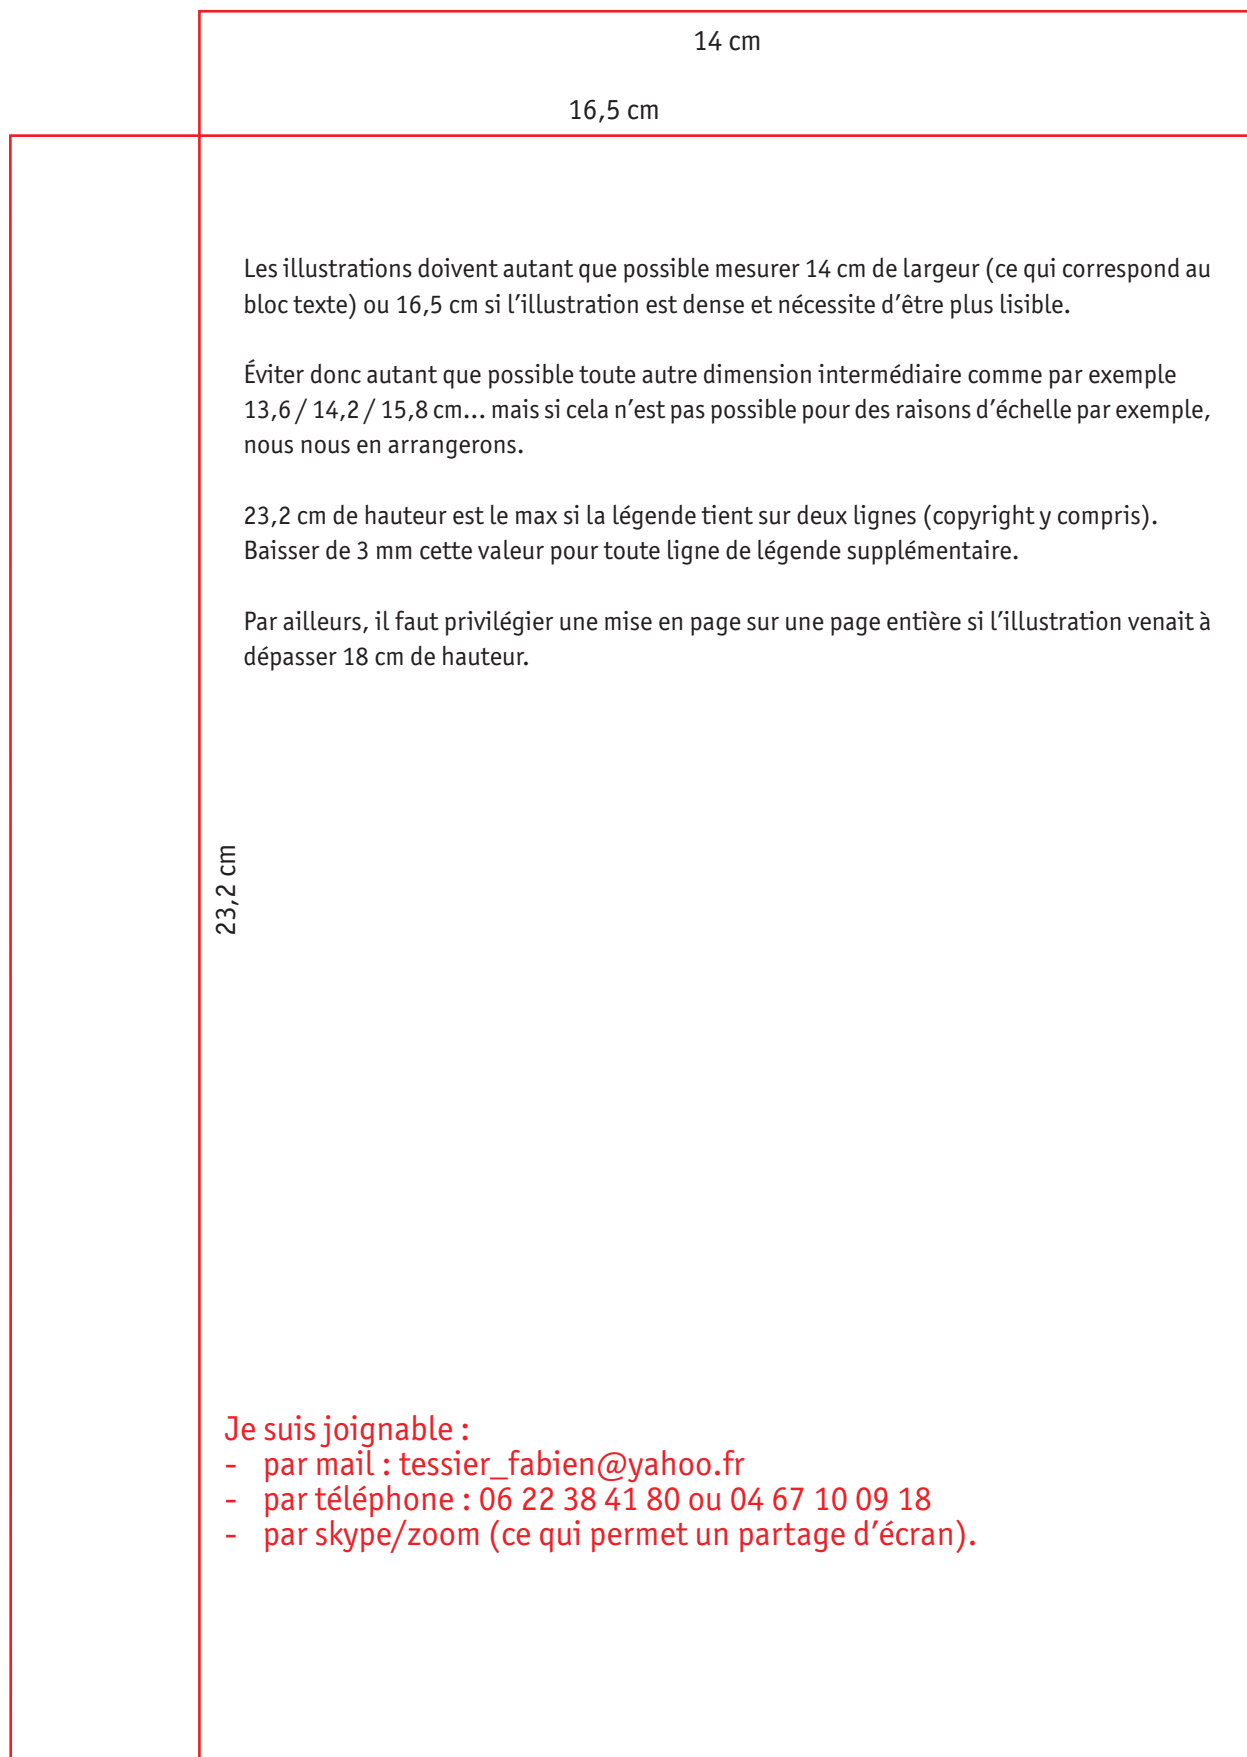 14 cm
16,5 cm
Les illustrations doivent autant que possible mesurer 14 cm de largeur (ce qui correspond au
bloc texte) ou 16,5 cm si l’illustration est dense et nécessite d’être plus lisible.
Éviter donc autant que possible toute autre dimension intermédiaire comme par exemple
13,6 / 14,2 / 15,8 cm... mais si cela n’est pas possible pour des raisons d’échelle par exemple,
nous nous en arrangerons.
23,2 cm de hauteur est le max si la légende tient sur deux lignes (copyright y compris).
Baisser de 3 mm cette valeur pour toute ligne de légende supplémentaire.
Par ailleurs, il faut privilégier une mise en page sur une page entière si l’illustration venait à
dépasser 18 cm de hauteur.
23,2 cm
Je suis joignable :
- par mail : tessier_fabien@yahoo.fr
- par téléphone : 06 22 38 41 80 ou 04 67 10 09 18
- par skype/zoom (ce qui permet un partage d’écran).